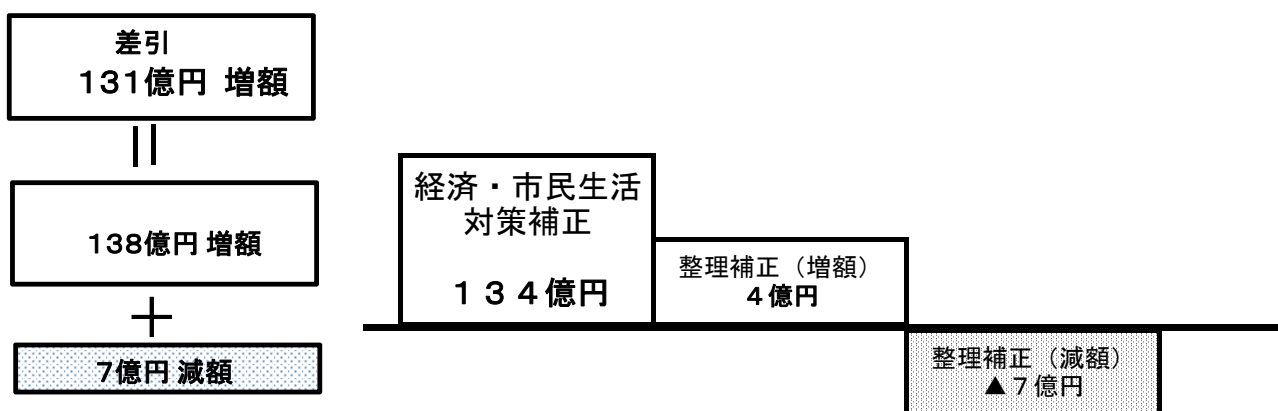 差引
131億円 増額
||
138億円 増額
＋
7億円 減額
経済・市民生活
対策補正
１３４億円
整理補正（増額）
４億円
整理補正（減額）
▲７億円